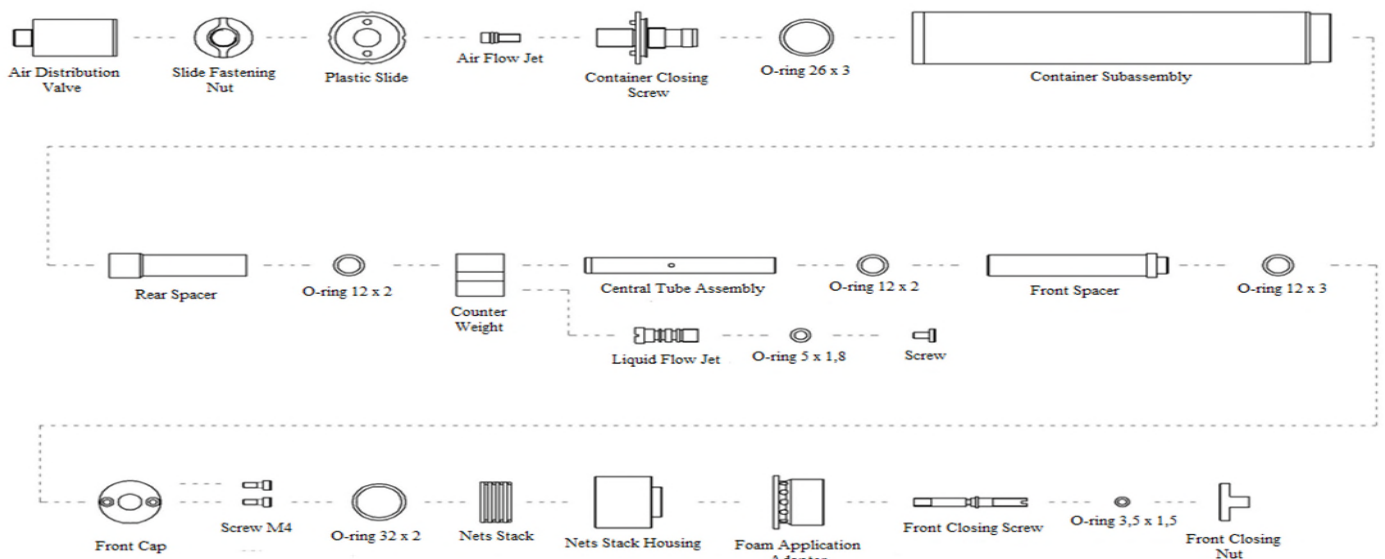 Air Distribution
Valve
Slide Fastening
Nut
Plastic Slide
Air Flow Jet
Container Closing
Screw
O-ring 26 x 3
Container Subassembly
Rear Spacer
O-ring 12 x 2
Counter
Weight
Central Tube Assembly
O-ring 12 x 2
Front Spacer
O-ring 12 x 3
Liquid Flow Jet
O-ring 5 x 1,8
Screw
Front Cap
Screw M4
O-ring 32 x 2
Nets Stack
Nets Stack Housing
Foam Application
Front Closing Screw
O-ring 3,5 x 1,5
Front Closing
Nut